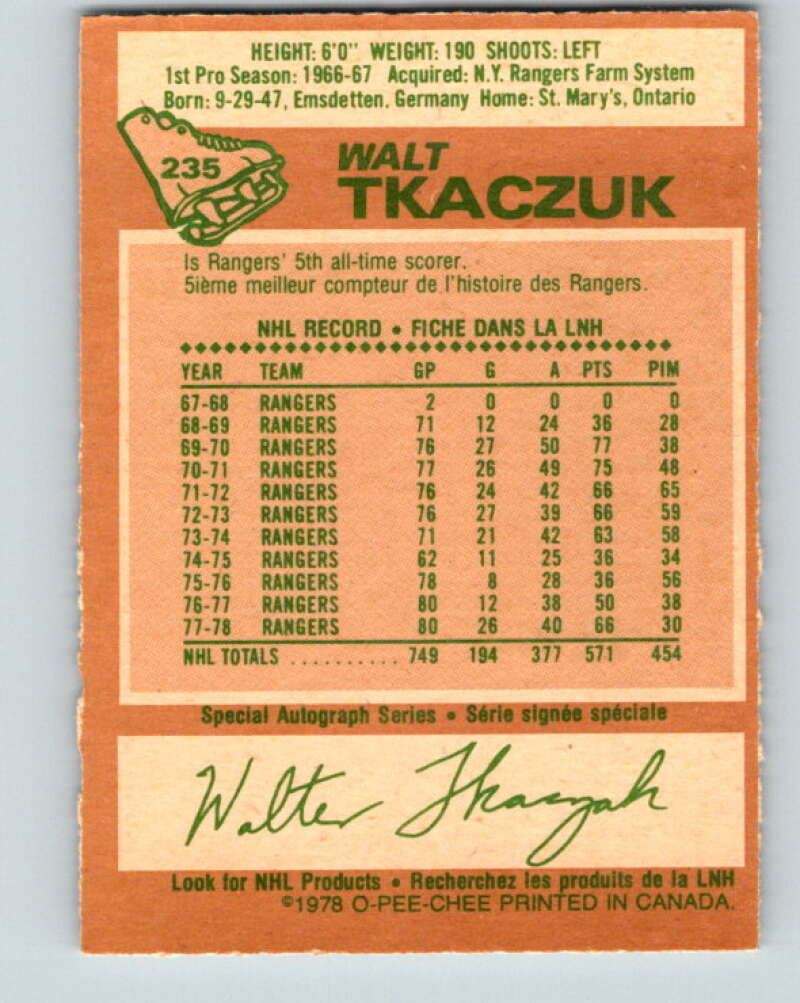 HEIGHT: 6'0" WEIGHT: 190 SHOOTS: LEFT
1st Pro Season: 1966-67 Acquired: N.Y. Rangers Farm System
Born: 9-29-47, Emsdetten, Germany Home: St. Mary's, Ontario
235
WALT
TKACZUK
Is Rangers' 5th all-time scorer.
5ième meilleur compteur de l'histoire des Rangers.
NHL RECORD • FICHE DANS LA LNH
YEAR TEAM GP G A PTS PIM
67-68 RANGERS 2 0 0 0 0
68-69 RANGERS 71 12 24 36 28
69-70 RANGERS 76 27 50 77 38
70-71 RANGERS 77 26 49 75 48
71-72 RANGERS 76 24 42 66 65
72-73 RANGERS 76 27 39 66 59
73-74 RANGERS 71 21 42 63 58
74-75 RANGERS 62 11 25 36 34
75-76 RANGERS 78 8 28 36 56
76-77 RANGERS 80 12 38 50 38
77-78 RANGERS 80 26 40 66 30
NHL TOTALS .......... 749 194 377 571 454
Special Autograph Series • Série signée spéciale
Walter Tkaczuk
Look for NHL Products • Recherchez les produits de la LNH
©1978 O-PEE-CHEE PRINTED IN CANADA.